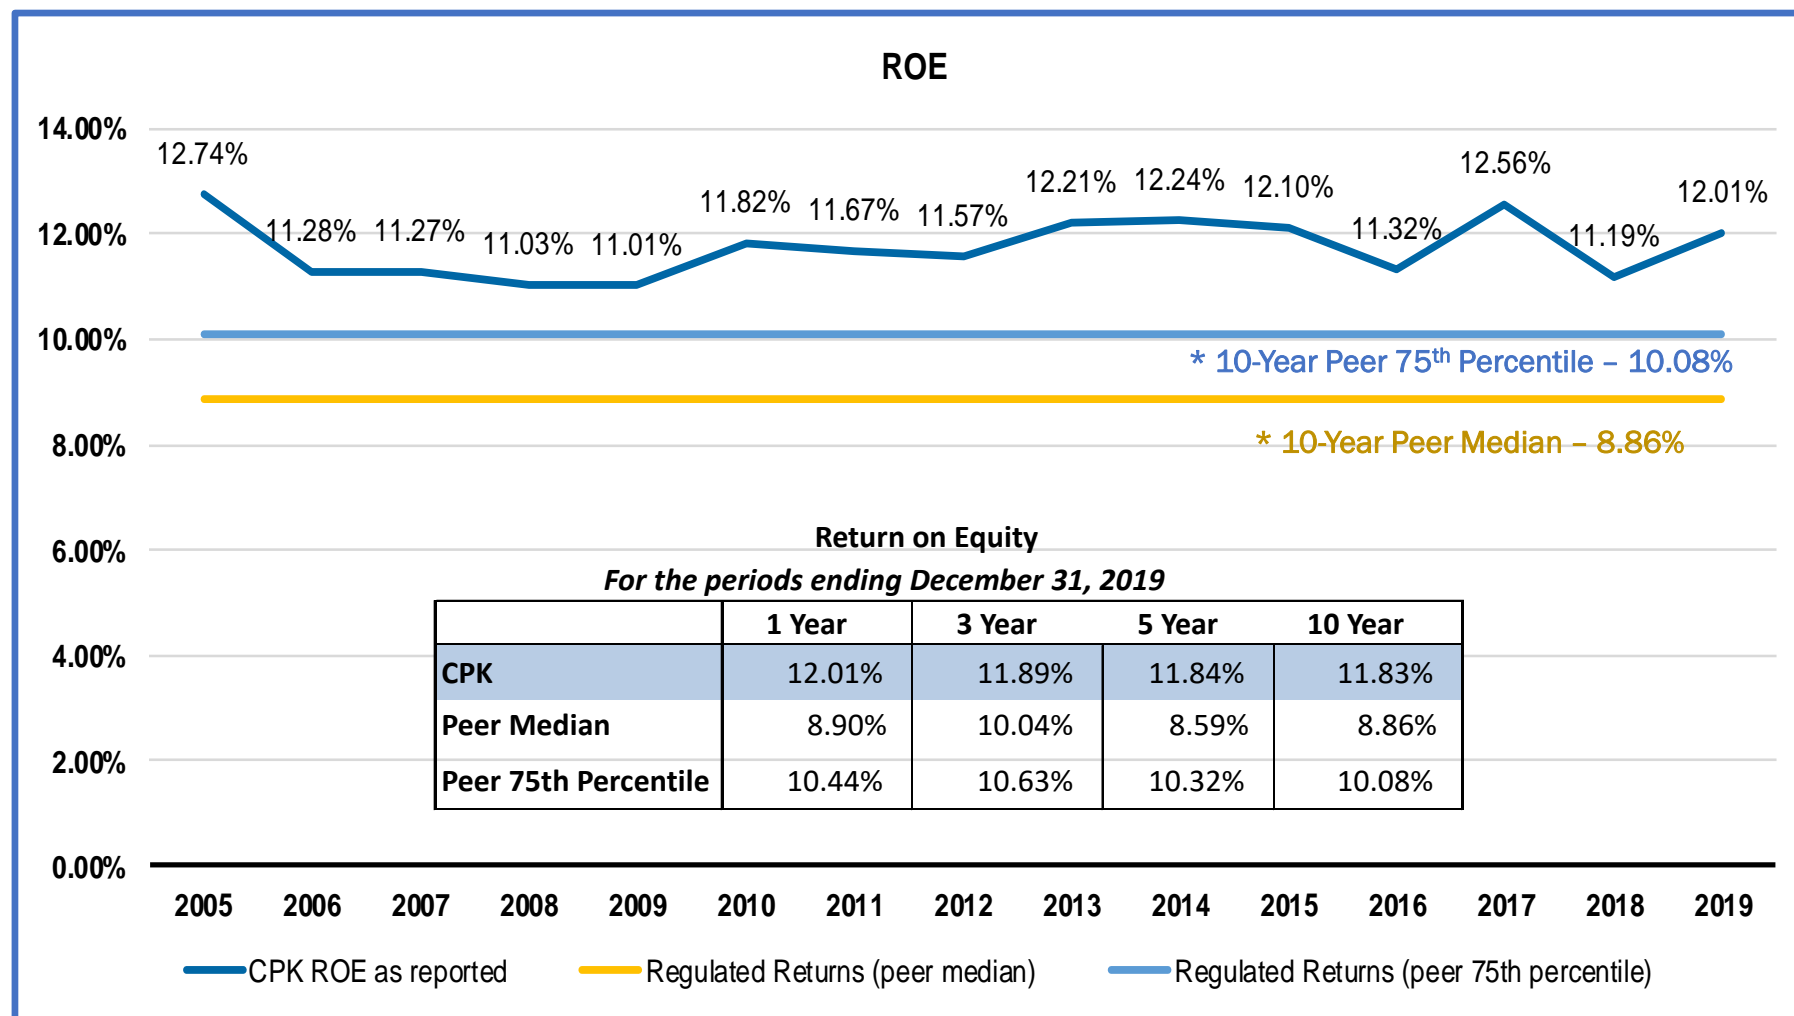 ROE
14.00%
12.74%
11.28%
11.27%
11.03%
11.01%
11.82%
11.67%
11.57%
12.21%
12.24%
12.10%
11.32%
12.56%
11.19%
12.01%
12.00%
10.00%
* 10-Year Peer 75th Percentile – 10.08%
8.00%
* 10-Year Peer Median – 8.86%
6.00%
Return on Equity
For the periods ending December 31, 2019
1 Year 3 Year 5 Year 10 Year
4.00%
CPK 12.01% 11.89% 11.84% 11.83%
Peer Median 8.90% 10.04% 8.59% 8.86%
2.00%
Peer 75th Percentile 10.44% 10.63% 10.32% 10.08%
0.00%
2005 2006 2007 2008 2009 2010 2011 2012 2013 2014 2015 2016 2017 2018 2019
CPK ROE as reported Regulated Returns (peer median) Regulated Returns (peer 75th percentile)